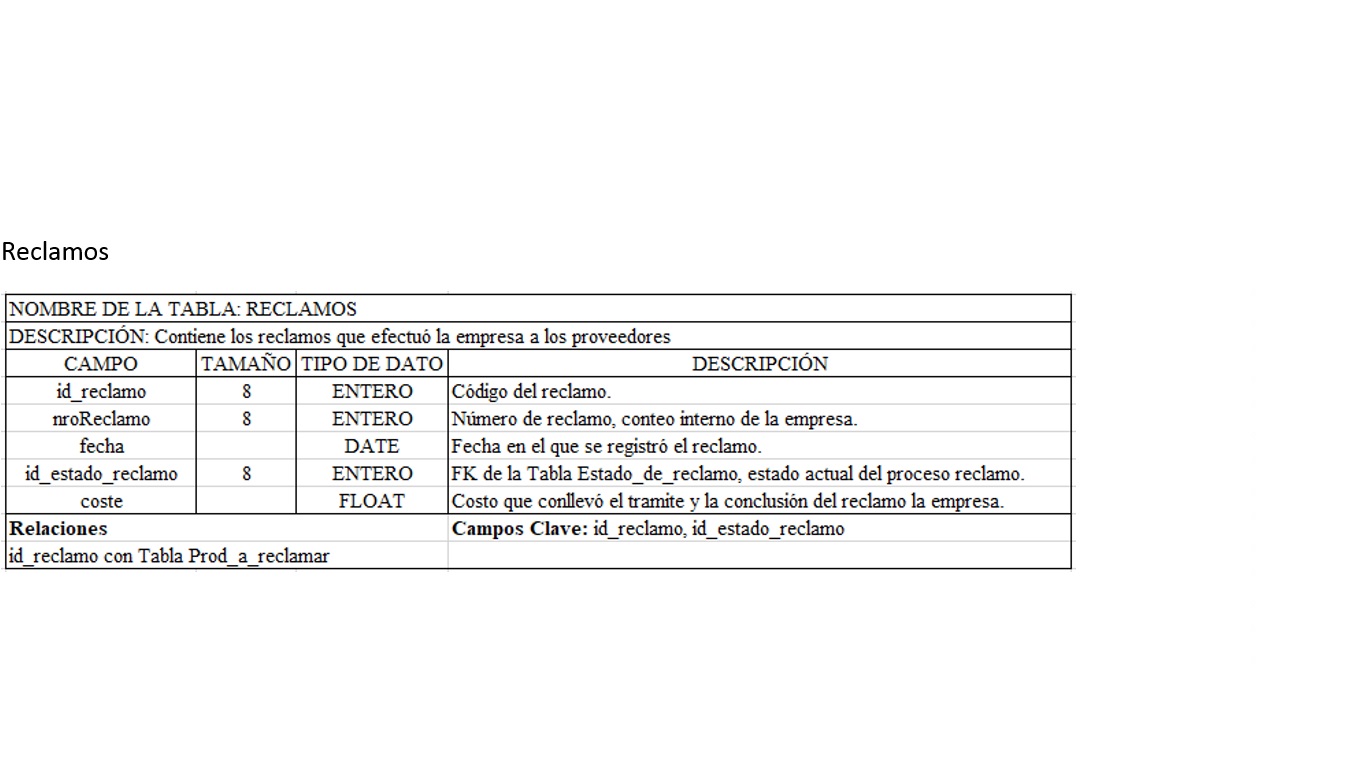 Reclamos
NOMBRE DE LA TABLA: RECLAMOS
DESCRIPCIÓN: Contiene los reclamos que efectuó la empresa a los proveedores
CAMPO TAMAÑO TIPO DE DATO DESCRIPCIÓN
id_reclamo 8 ENTERO Código del reclamo.
nroReclamo 8 ENTERO Número de reclamo, conteo interno de la empresa.
fecha DATE Fecha en el que se registró el reclamo.
id_estado_reclamo 8 ENTERO FK de la Tabla Estado_de_reclamo, estado actual del proceso reclamo.
coste FLOAT Costo que conllevó el tramite y la conclusión del reclamo la empresa.
Relaciones Campos Clave: id_reclamo, id_estado_reclamo
id_reclamo con Tabla Prod_a_reclamar